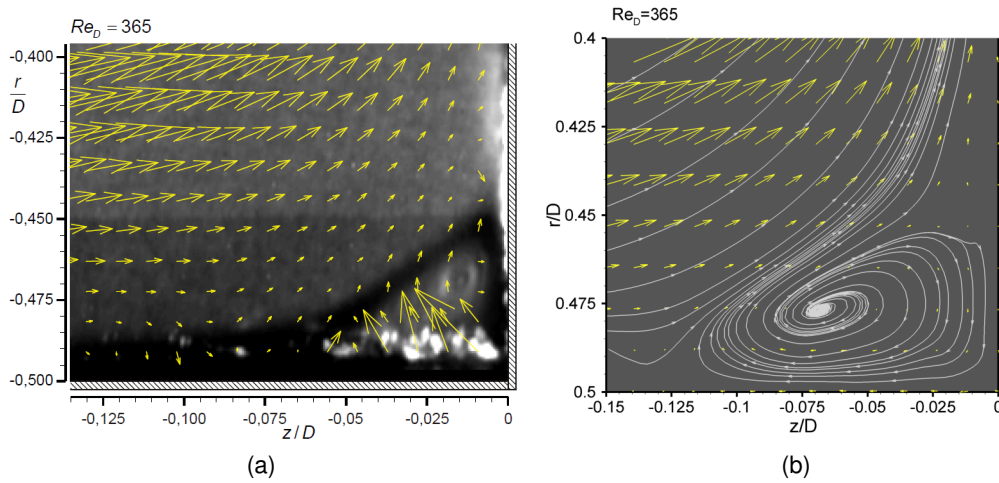 Re_D = 365
-0,400
r
D
-0,425
-0,450
-0,475
-0,500
-0,125 -0,100 -0,075 -0,05 -0,025 0
z/D
(a)
Re_D=365
0.4
0.425
r/D
0.45
0.475
0.5
-0.15 -0.125 -0.1 -0.075 -0.05 -0.025 0
z/D
(b)